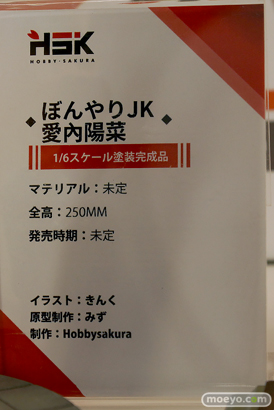 HSK
HOBBY·SAKURA
◆ぼんやりJK◆
愛内陽菜
1/6スケール塗装完成品
マテリアル：未定
全高：250MM
発売時期：未定
イラスト：きんく
原型制作：みず
制作：Hobbysakura
moeyo.com